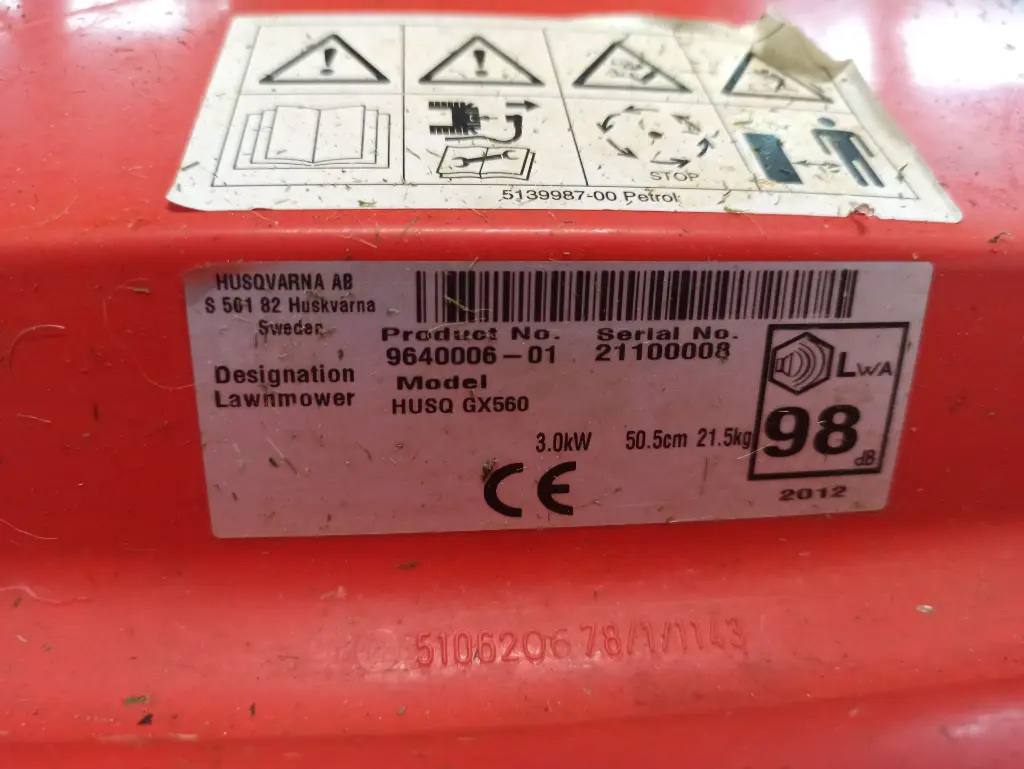 STOP
5139987-00 Petrol
HUSQVARNA AB
S 561 82 Huskvarna
Sweden
Product No. Serial No.
9640006-01 21100008
Designation Model
Lawnmower HUSQ GX560
LWA
98
dB
3.0kW 50.5cm 21.5kg
CE
2012
510620678/1/1143